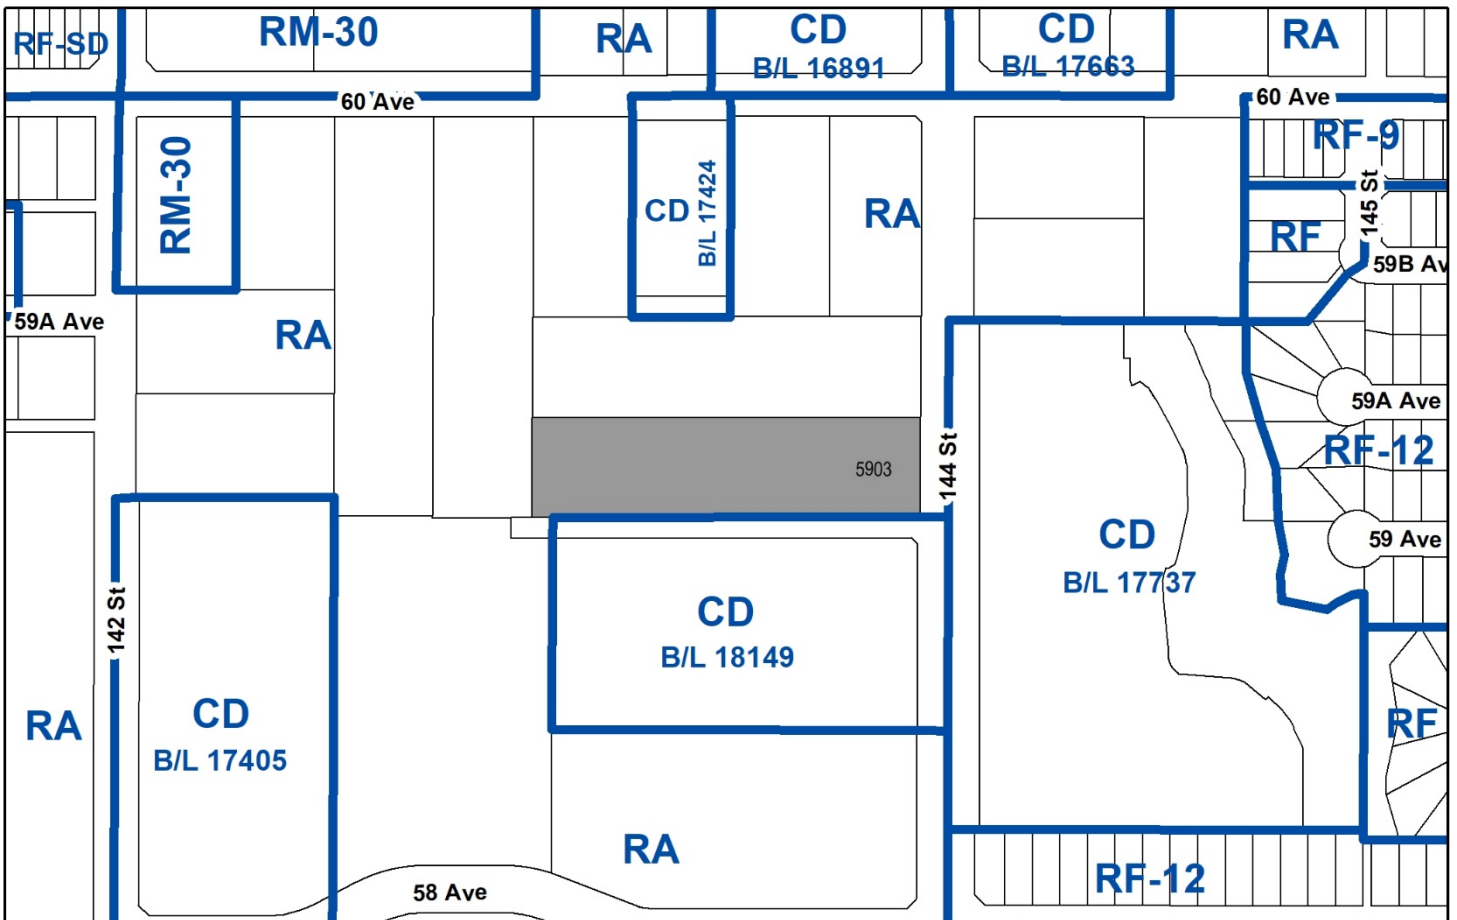 RF-SD
RM-30
RA
CD
B/L 16891
CD
B/L 17663
RA
60 Ave
60 Ave
RM-30
CD
B/L 17424
RA
RF-9
145 St
RF
59B Av
59A Ave
RA
59A Ave
RF-12
144 St
5903
59 Ave
CD
B/L 17737
142 St
CD
B/L 18149
RA
CD
B/L 17405
RF
RA
RF-12
58 Ave